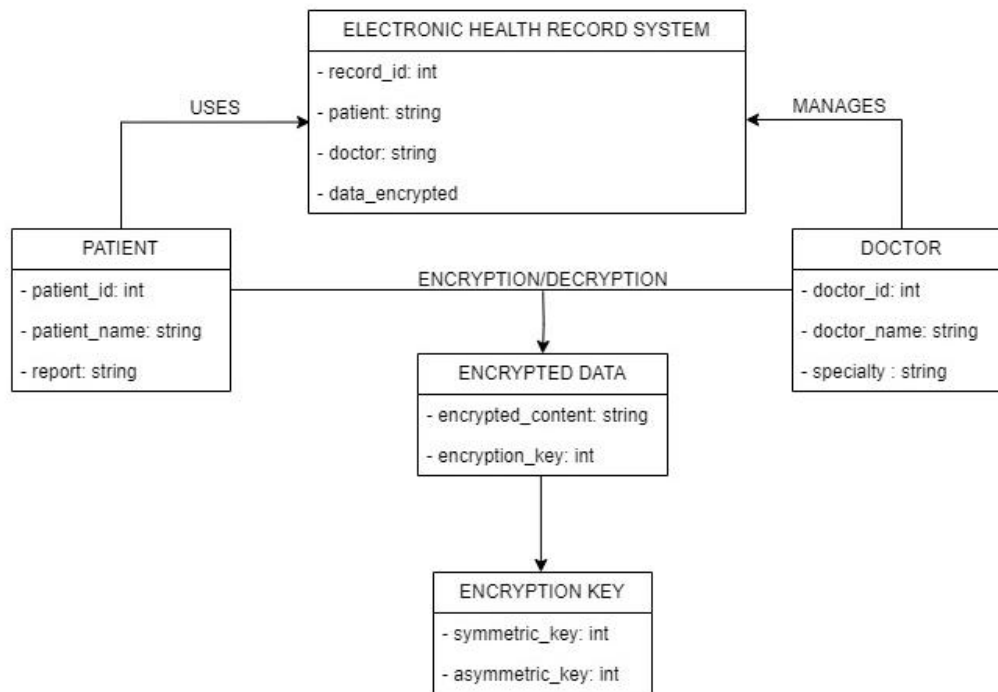 ELECTRONIC HEALTH RECORD SYSTEM
- record_id: int
- patient: string
- doctor: string
- data_encrypted
USES
MANAGES
PATIENT
- patient_id: int
- patient_name: string
- report: string
DOCTOR
- doctor_id: int
- doctor_name: string
- specialty : string
ENCRYPTION/DECRYPTION
ENCRYPTED DATA
- encrypted_content: string
- encryption_key: int
ENCRYPTION KEY
- symmetric_key: int
- asymmetric_key: int